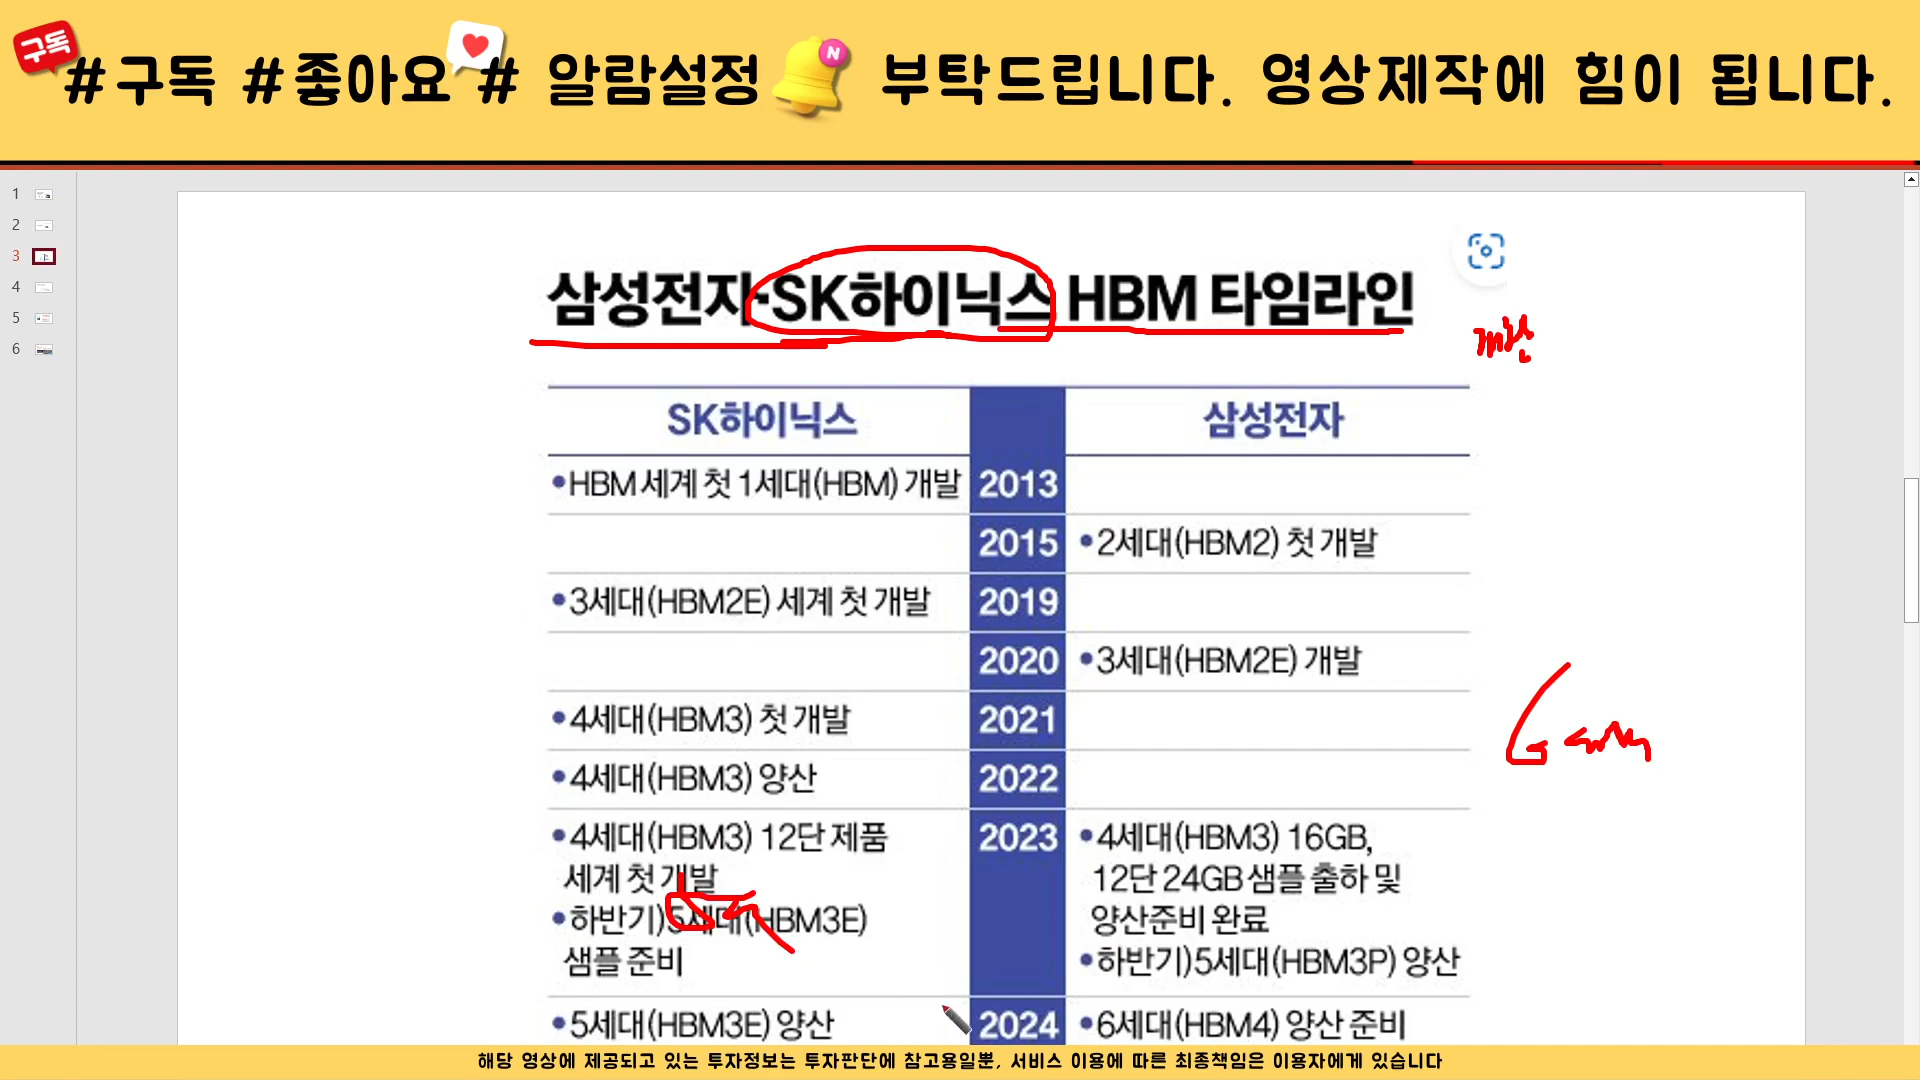 구독
#구독 #좋아요 # 알람설정 N 부탁드립니다. 영상제작에 힘이 됩니다.
1
2
3
4
5
6
삼성전자·SK하이닉스 HBM 타임라인
SK하이닉스 삼성전자
•HBM 세계 첫 1세대(HBM) 개발 2013
2015 •2세대(HBM2) 첫 개발
•3세대(HBM2E) 세계 첫 개발 2019
2020 •3세대(HBM2E) 개발
•4세대(HBM3) 첫 개발 2021
•4세대(HBM3) 양산 2022
•4세대(HBM3) 12단 제품 2023 •4세대(HBM3) 16GB,
세계 첫 개발 12단 24GB 샘플 출하 및
•하반기)5세대(HBM3E) 양산준비 완료
샘플 준비 •하반기)5세대(HBM3P) 양산
•5세대(HBM3E) 양산 2024 •6세대(HBM4) 양산 준비
해당 영상에 제공되고 있는 투자정보는 투자판단에 참고용일뿐, 서비스 이용에 따른 최종책임은 이용자에게 있습니다